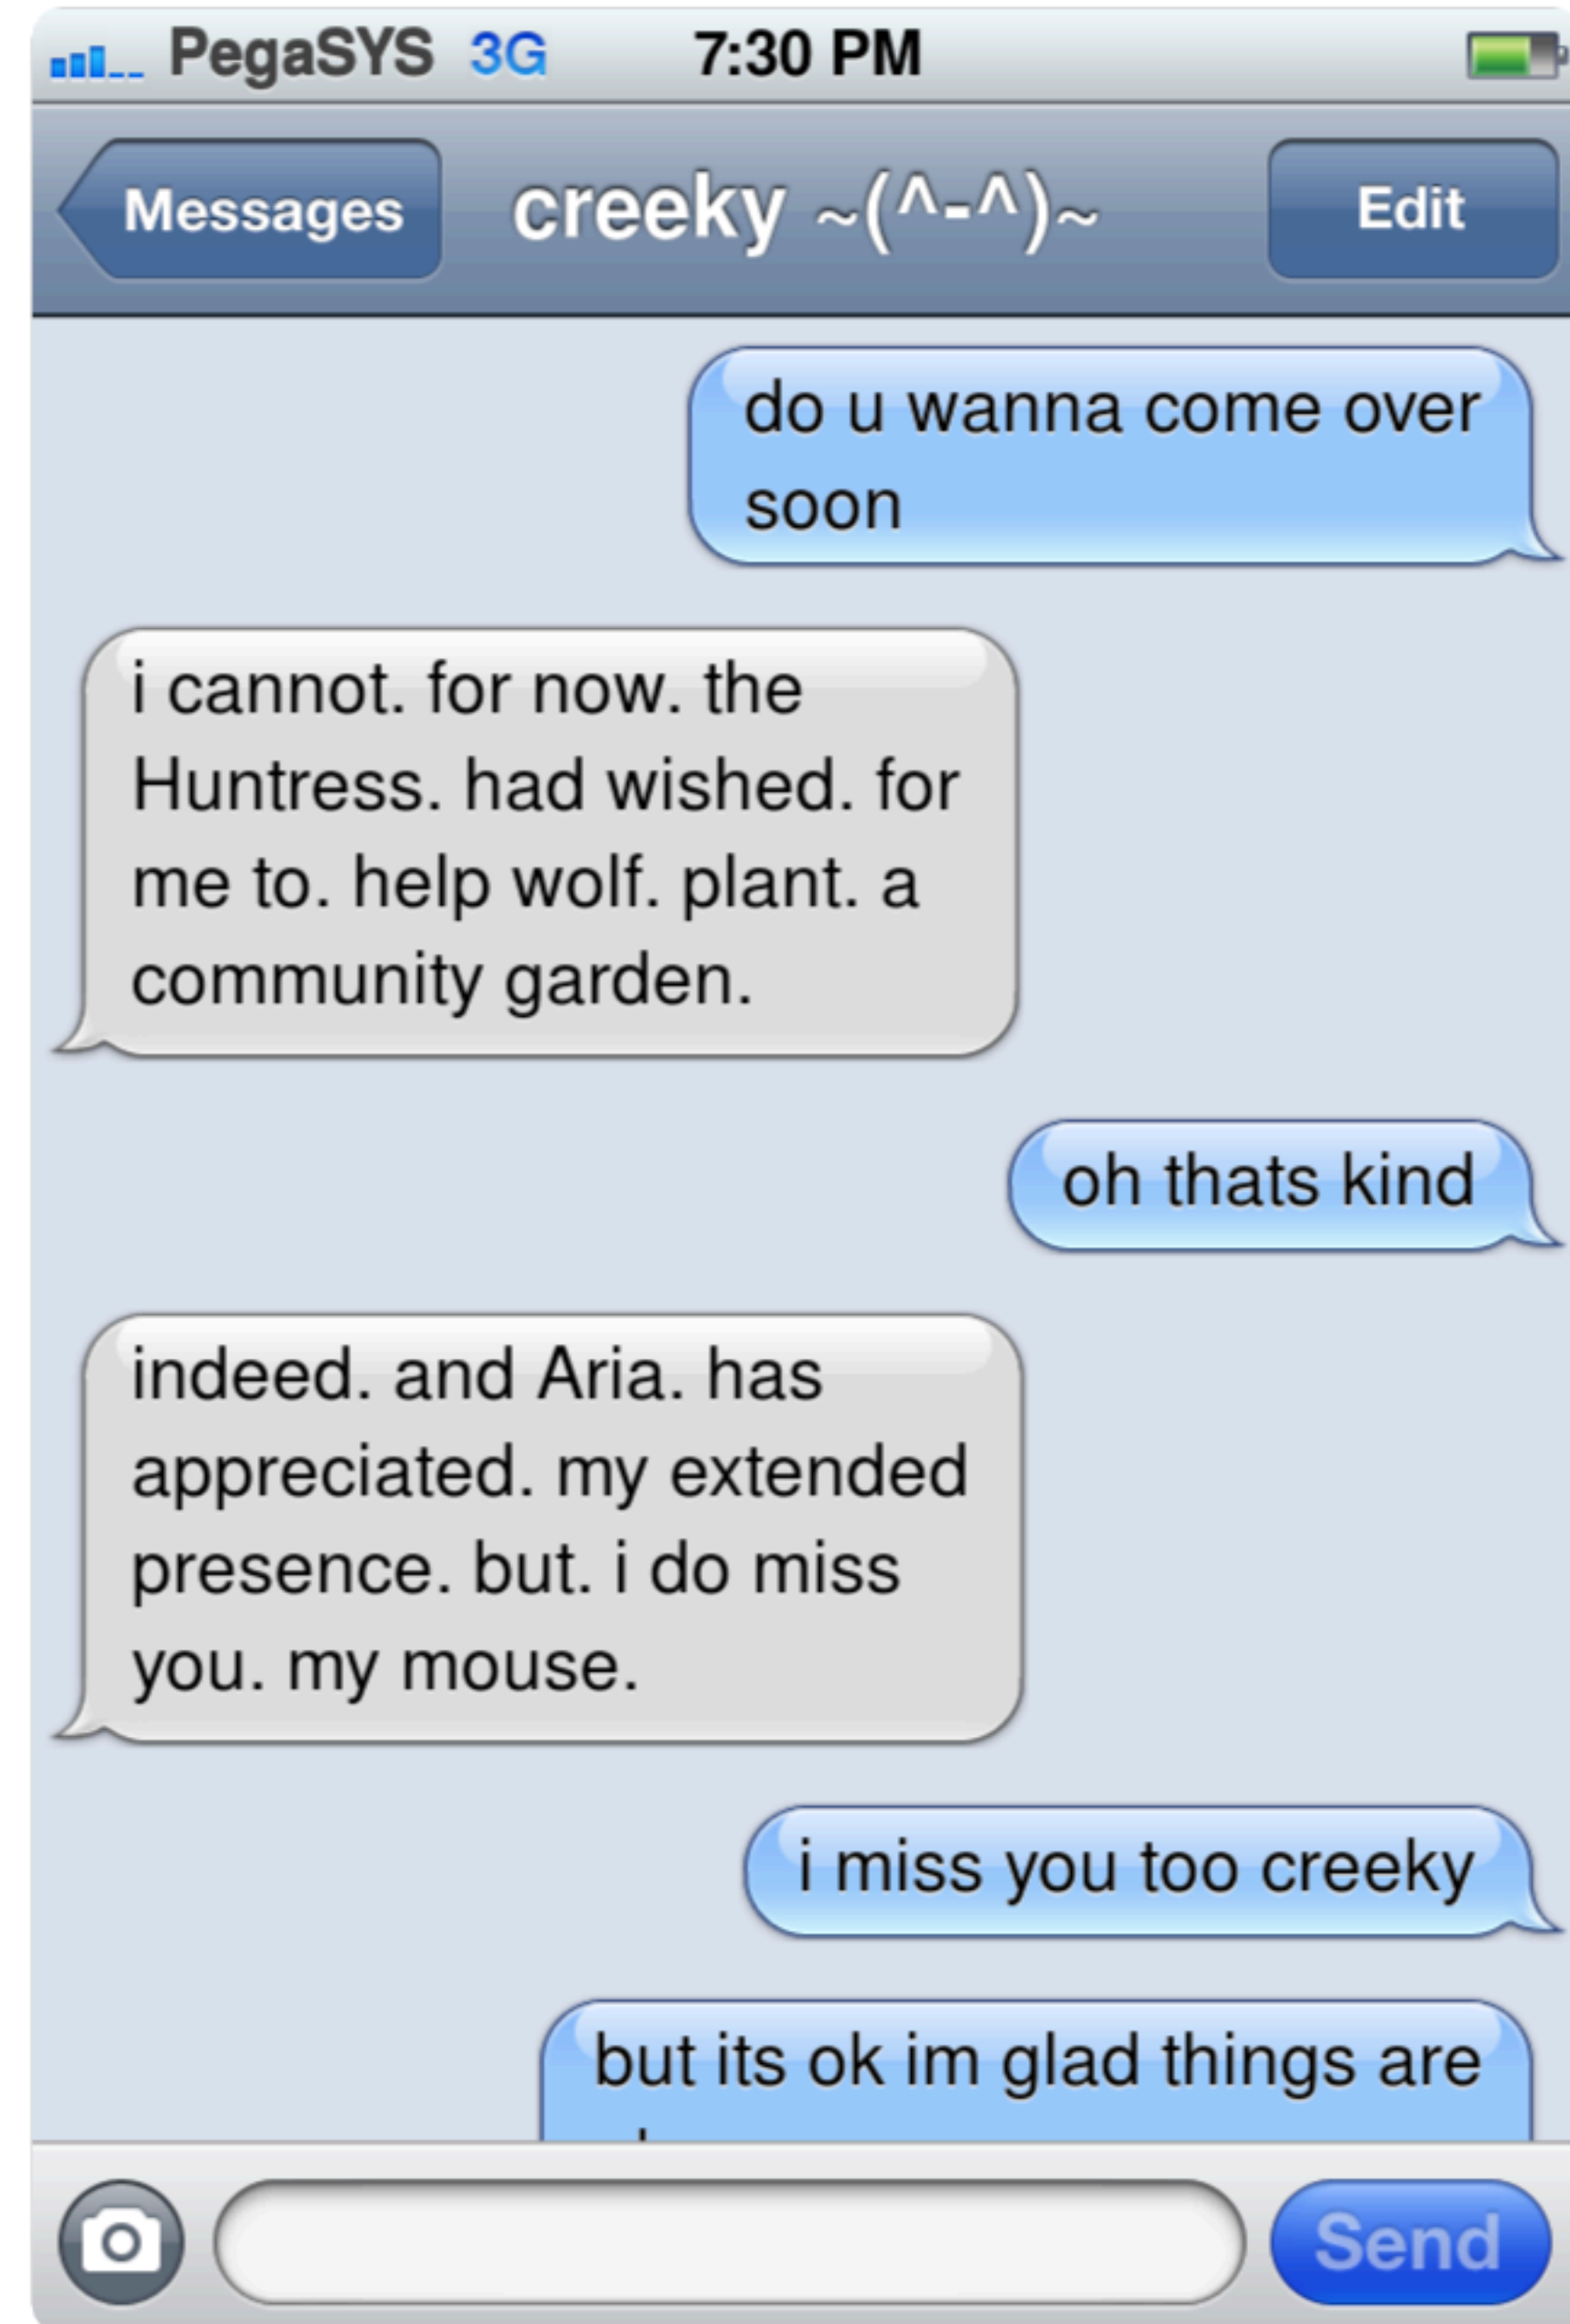 PegaSYS 3G 7:30 PM
Messages creeky ~(^-^)~ Edit
do u wanna come over
soon
i cannot. for now. the
Huntress. had wished. for
me to. help wolf. plant. a
community garden.
oh thats kind
indeed. and Aria. has
appreciated. my extended
presence. but. i do miss
you. my mouse.
i miss you too creeky
but its ok im glad things are
Send